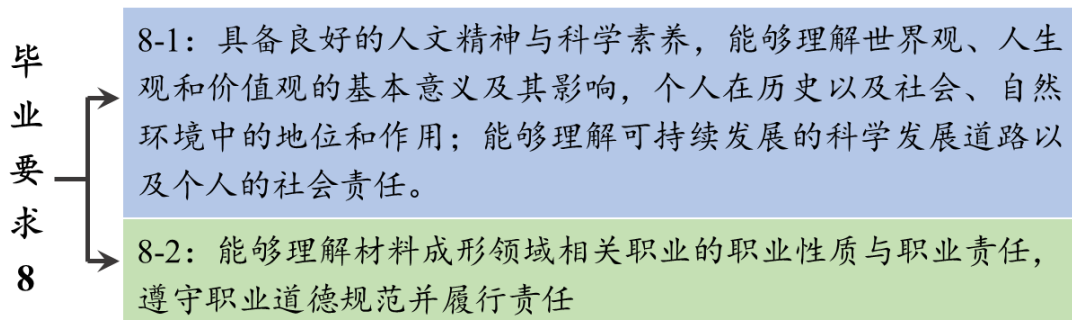 毕业要求8
8-1：具备良好的人文精神与科学素养，能够理解世界观、人生
观和价值观的基本意义及其影响，个人在历史以及社会、自然
环境中的地位和作用；能够理解可持续发展的科学发展道路以
及个人的社会责任。
8-2：能够理解材料成形领域相关职业的职业性质与职业责任，
遵守职业道德规范并履行责任